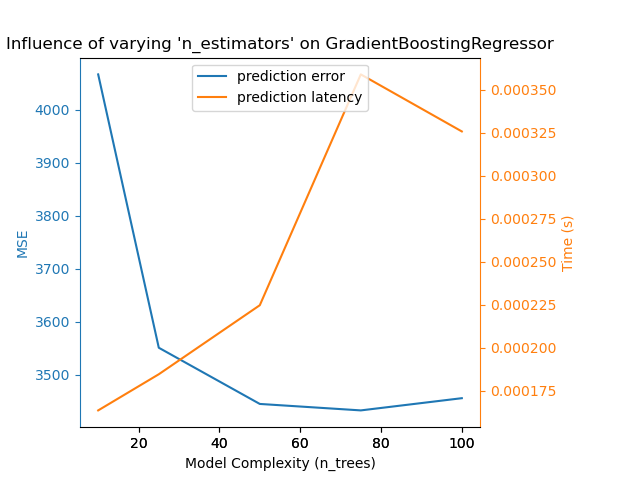 Influence of varying 'n_estimators' on GradientBoostingRegressor
prediction error
prediction latency
4000
3900
3800
3700
3600
3500
MSE
0.000350
0.000325
0.000300
0.000275
0.000250
0.000225
0.000200
0.000175
Time (s)
20 40 60 80 100
Model Complexity (n_trees)